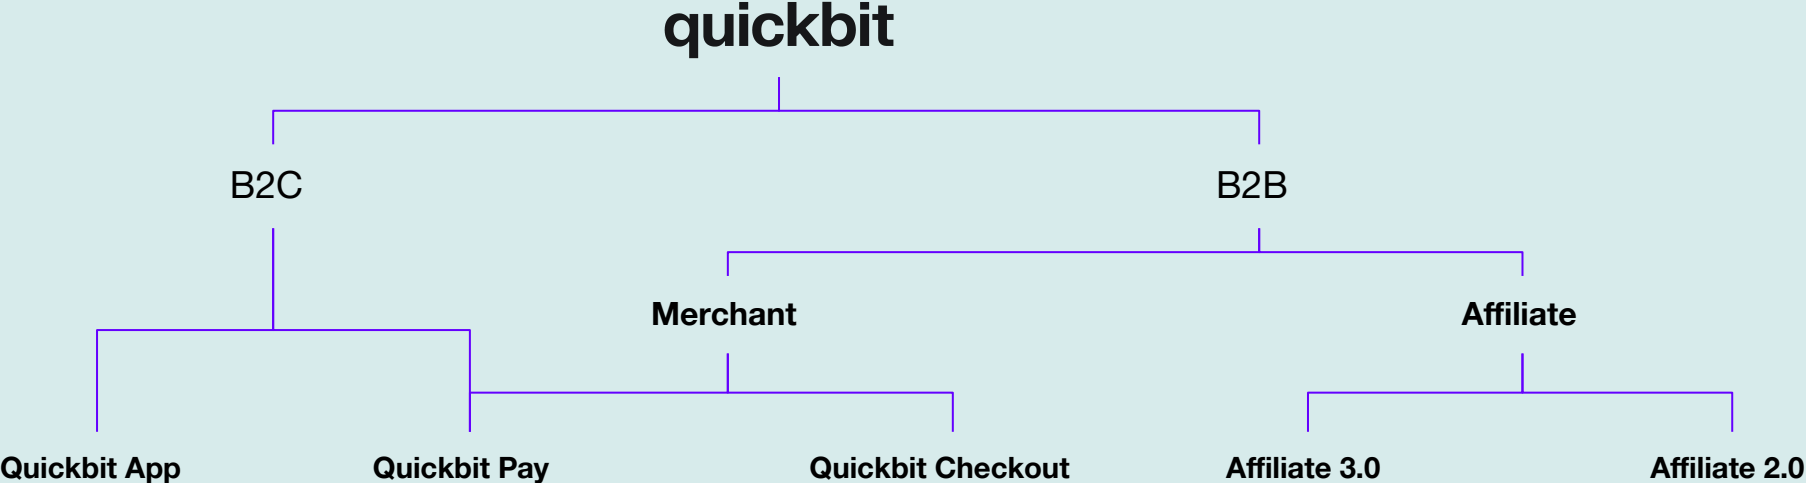 quickbit
B2C
B2B
Merchant
Affiliate
Quickbit App
Quickbit Pay
Quickbit Checkout
Affiliate 3.0
Affiliate 2.0